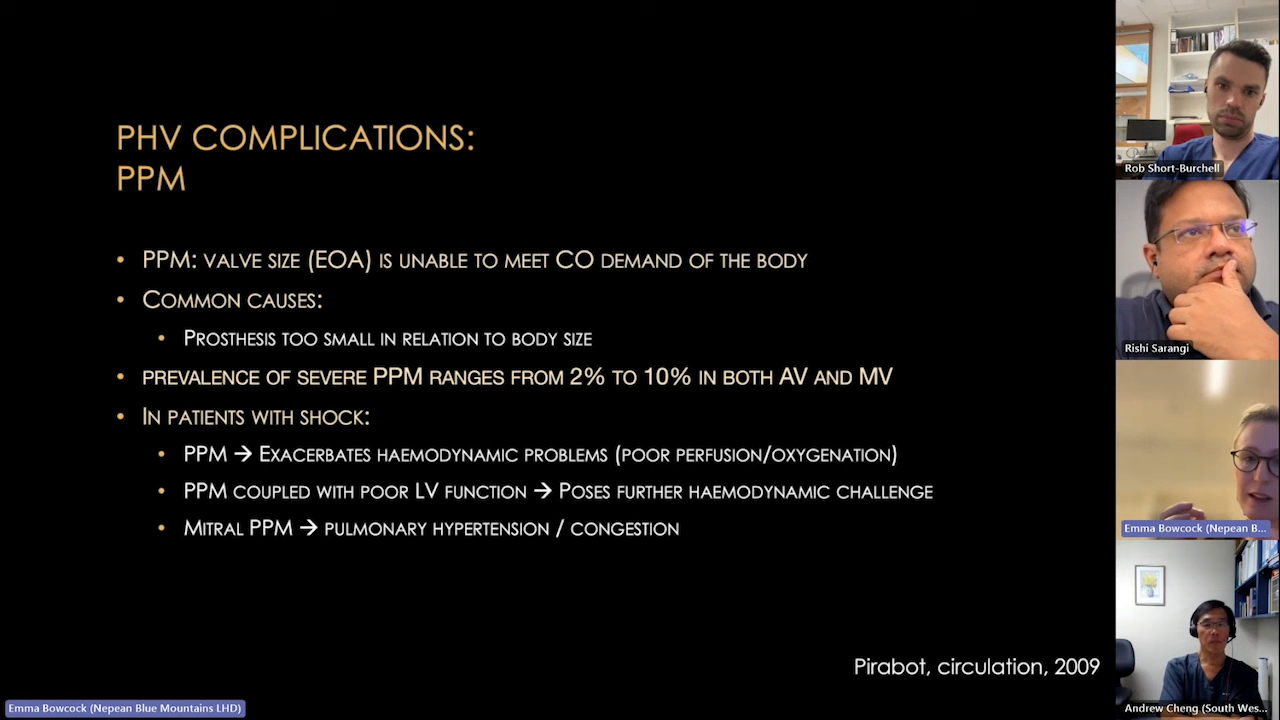 PHV COMPLICATIONS:
PPM
• PPM: VALVE SIZE (EOA) IS UNABLE TO MEET CO DEMAND OF THE BODY
• COMMON CAUSES:
• PROSTHESIS TOO SMALL IN RELATION TO BODY SIZE
• PREVALENCE OF SEVERE PPM RANGES FROM 2% TO 10% IN BOTH AV AND MV
• IN PATIENTS WITH SHOCK:
• PPM → EXACERBATES HAEMODYNAMIC PROBLEMS (POOR PERFUSION/OXYGENATION)
• PPM COUPLED WITH POOR LV FUNCTION → POSES FURTHER HAEMODYNAMIC CHALLENGE
• MITRAL PPM → PULMONARY HYPERTENSION / CONGESTION
Pirabot, circulation, 2009
Emma Bowcock (Nepean Blue Mountains LHD)
Rob Short-Burchell
Rishi Sarangi
Emma Bowcock (Nepean B...
Andrew Cheng (South Wes...